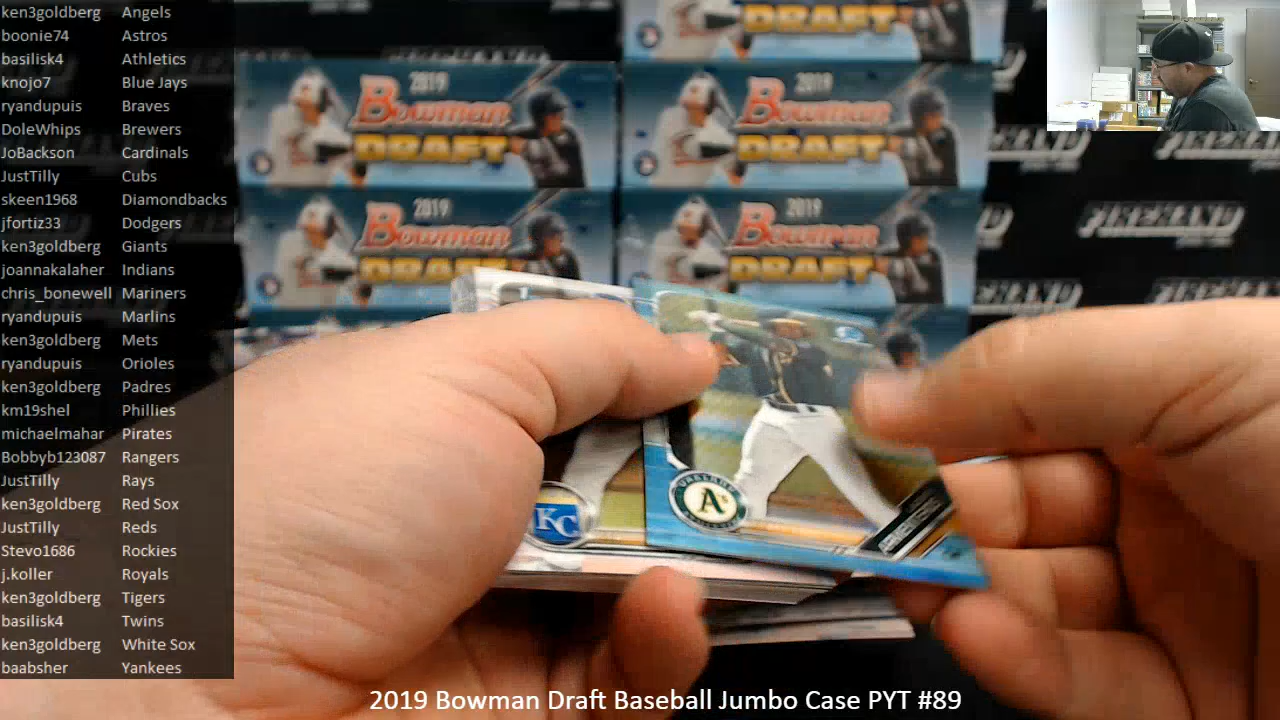 ken3goldberg Angels
boonie74 Astros
basilisk4 Athletics
knojo7 Blue Jays
ryandupuis Braves
DoleWhips Brewers
JoBackson Cardinals
JustTilly Cubs
skeen1968 Diamondbacks
jfortiz33 Dodgers
ken3goldberg Giants
joannakalaher Indians
chris_bonewell Mariners
ryandupuis Marlins
ken3goldberg Mets
ryandupuis Orioles
ken3goldberg Padres
km19shel Phillies
michaelmahar Pirates
Bobbyb123087 Rangers
JustTilly Rays
ken3goldberg Red Sox
JustTilly Reds
Stevo1686 Rockies
j.koller Royals
ken3goldberg Tigers
basilisk4 Twins
ken3goldberg White Sox
baabsher Yankees
DRAFT
2019
Bowman
DRAFT
2019
Bowman
DRAFT
2019
Bowman
DRAFT
2019
Bowman
DRAFT
FIREHAND
A's
KC
2019 Bowman Draft Baseball Jumbo Case PYT #89